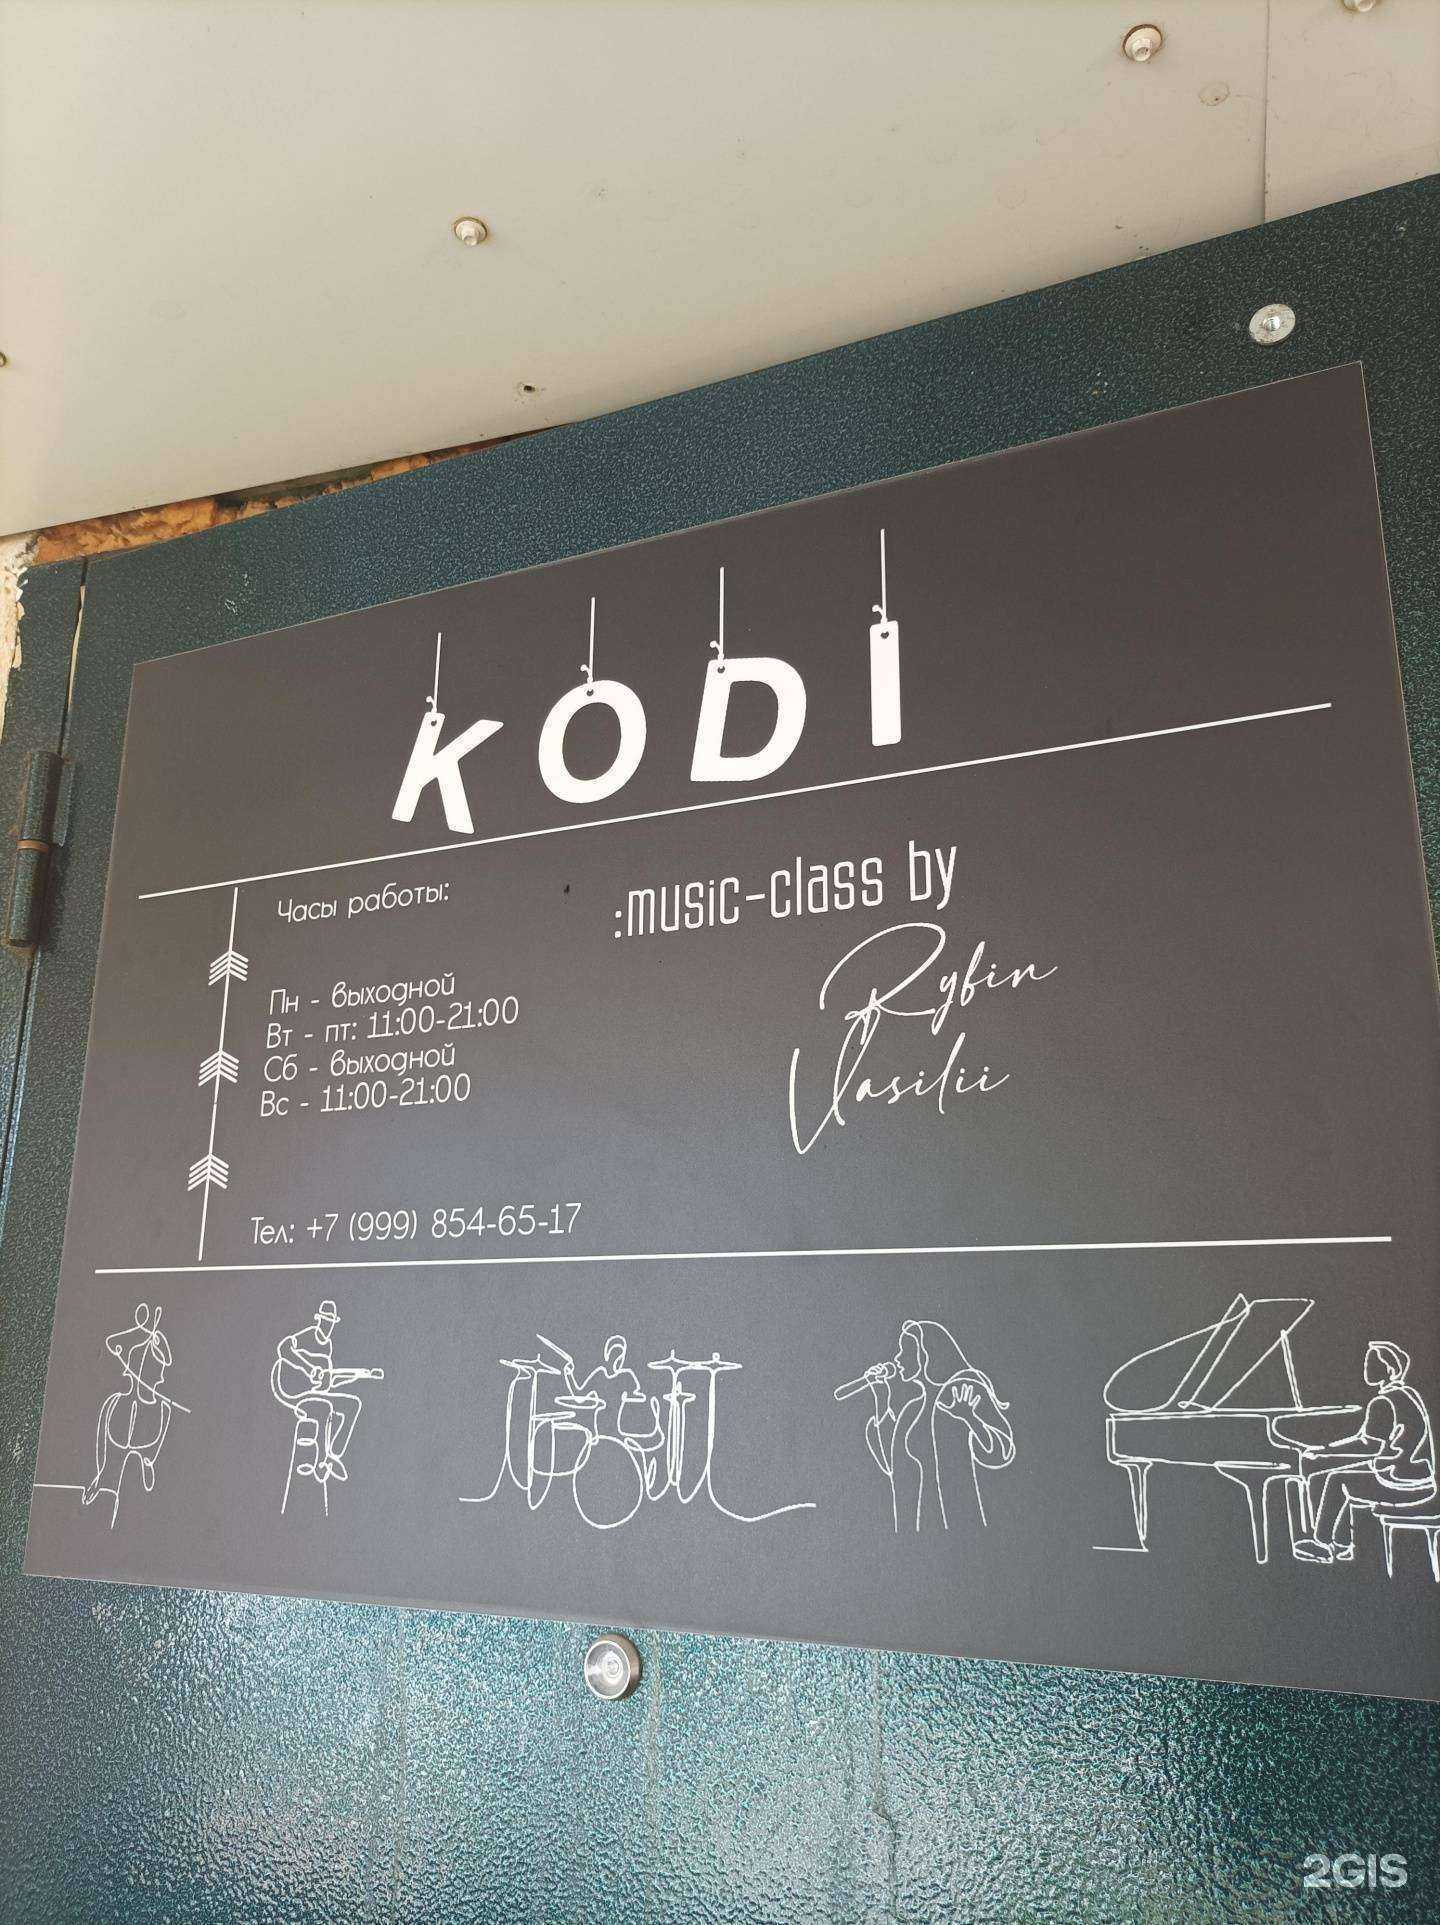 KODI
Часы работы:
:music-class by
Rybin
Vasilii
Пн - выходной
Вт - пт: 11:00-21:00
Сб - выходной
Вс - 11:00-21:00
Тел: +7 (999) 854-65-17
2GIS